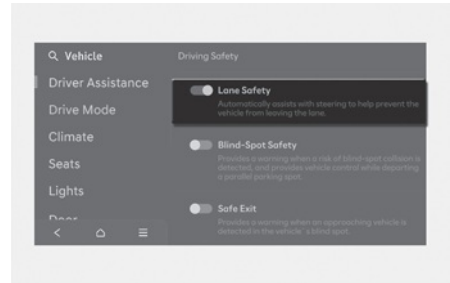 Vehicle
Driving Safety
Driver Assistance
Drive Mode
Climate
Seats
Lights
Door
Lane Safety
Automatically assists with steering to help prevent the
vehicle from leaving the lane.
Blind-Spot Safety
Provides a warning when a risk of blind-spot collision is
detected, and provides vehicle control while departing
a parallel parking spot.
Safe Exit
Provides a warning when an approaching vehicle is
detected in the vehicle's blind spot.